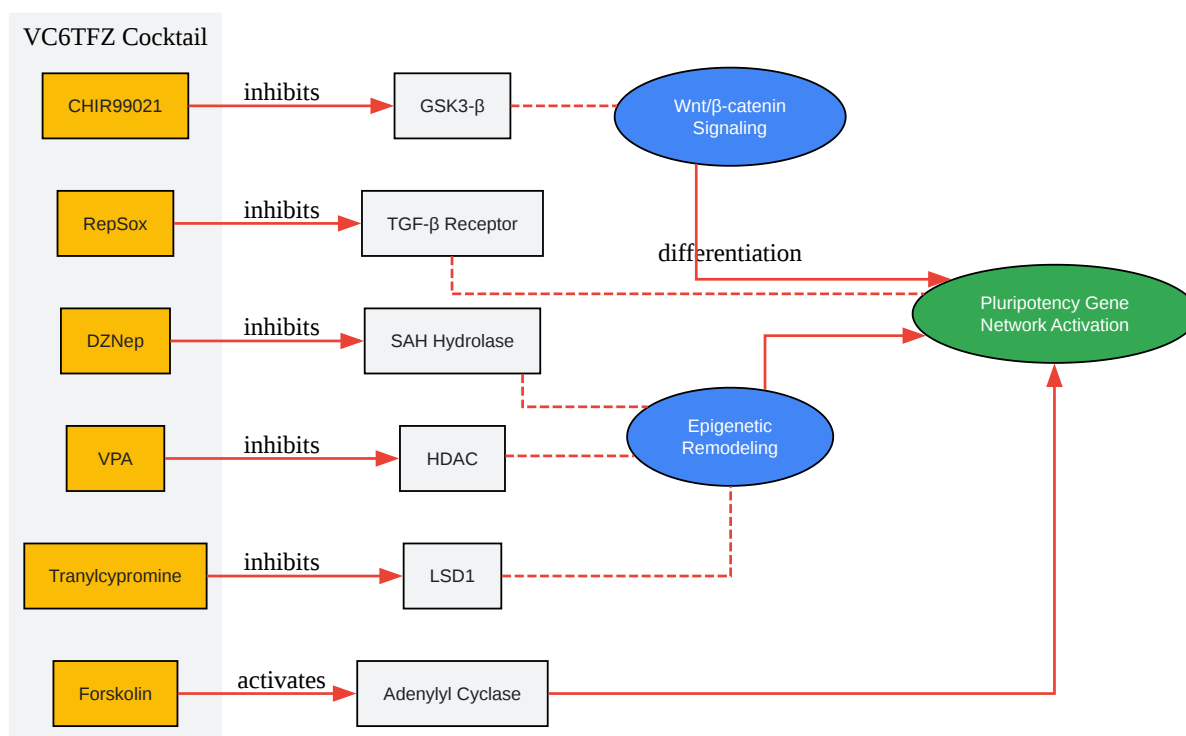 VC6TFZ Cocktail
CHIR99021
inhibits
GSK3-β
Wnt/β-catenin
Signaling
RepSox
inhibits
TGF-β Receptor
differentiation
Pluripotency Gene
Network Activation
DZNep
inhibits
SAH Hydrolase
Epigenetic
Remodeling
VPA
inhibits
HDAC
Tranylcypromine
inhibits
LSD1
Forskolin
activates
Adenylyl Cyclase